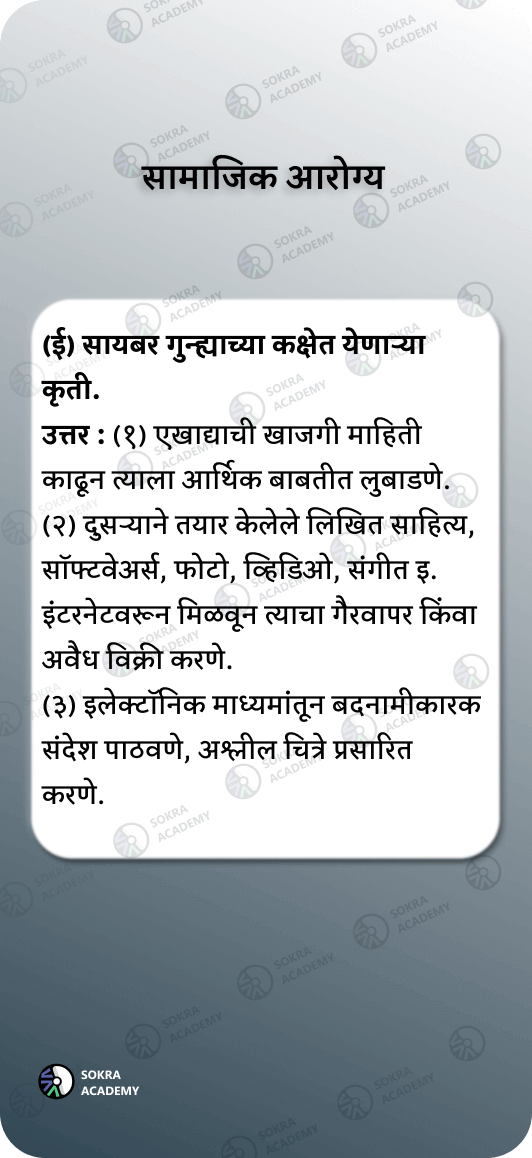 सामाजिक आरोग्य
(ई) सायबर गुन्ह्याच्या कक्षेत येणाऱ्या
कृती.
उत्तर : (१) एखाद्याची खाजगी माहिती
काढून त्याला आर्थिक बाबतीत लुबाडणे.
(२) दुसऱ्याने तयार केलेले लिखित साहित्य,
सॉफ्टवेअर्स, फोटो, व्हिडिओ, संगीत इ.
इंटरनेटवरून मिळवून त्याचा गैरवापर किंवा
अवैध विक्री करणे.
(३) इलेक्टॉनिक माध्यमांतून बदनामीकारक
संदेश पाठवणे, अश्लील चित्रे प्रसारित
करणे.
SOKRA
ACADEMY